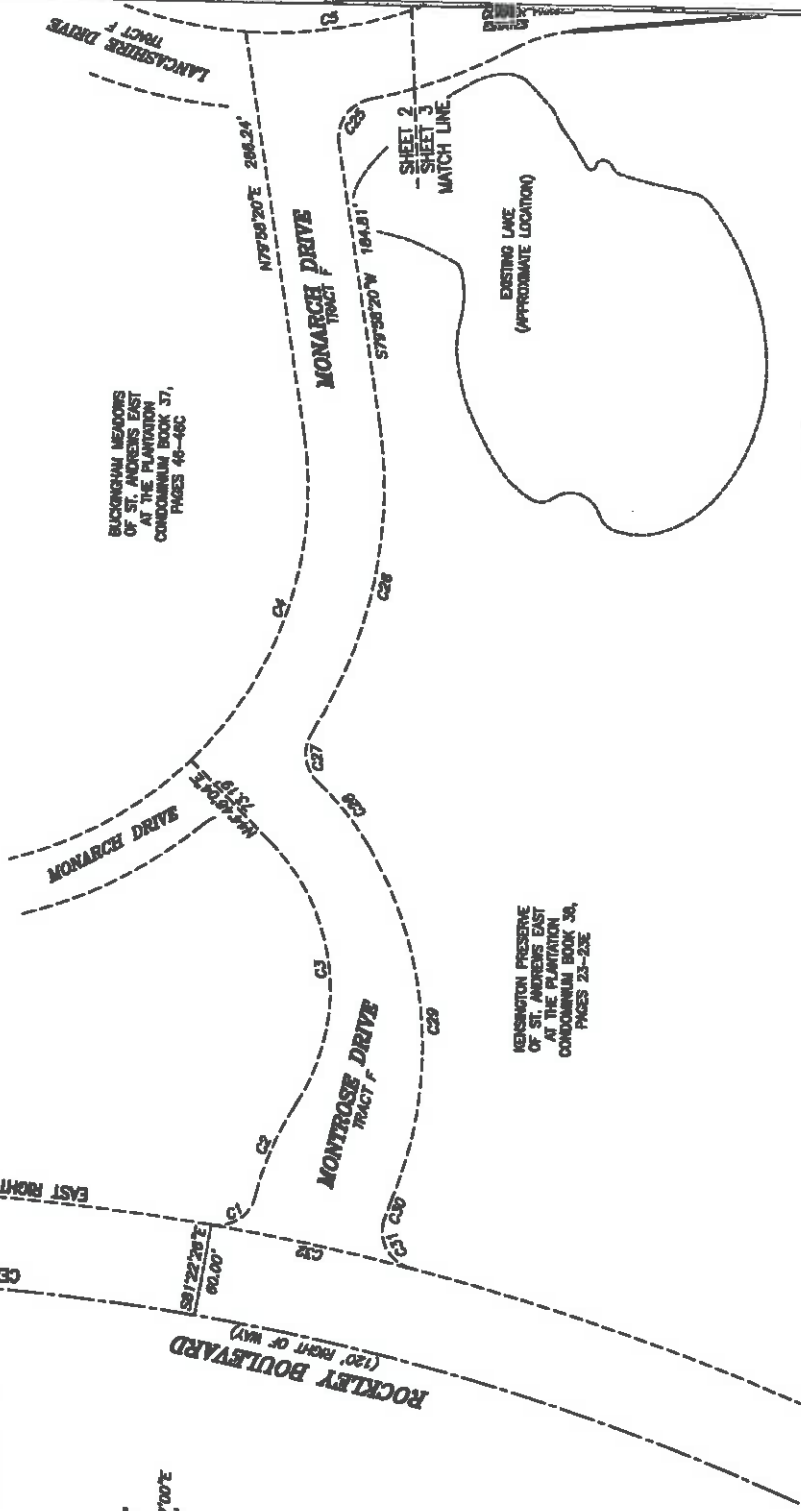 LANCASHIRE DRIVE
TRACT F
C5
C25
SHEET 2
SHEET 3
MATCH LINE
N79°58'20"E 286.24'
MONARCH DRIVE
TRACT F
S79°58'20"W 184.81'
EXISTING LAKE
(APPROXIMATE LOCATION)
BUCKINGHAM MEADOWS
OF ST. ANDREWS EAST
AT THE PLANTATION
CONDOMINIUM BOOK 37,
PAGES 46-46C
C4
C26
C27
C28
MONARCH DRIVE
73.19'
C3
C29
MONTROSE DRIVE
TRACT F
KENSINGTON PRESERVE
OF ST. ANDREWS EAST
AT THE PLANTATION
CONDOMINIUM BOOK 38,
PAGES 23-23E
C2
C1
C30
C31
C32
EAST RIGHT
S81°22'26"E
60.00'
CE
ROCKLEY BOULEVARD
(120' RIGHT OF WAY)
'00"E